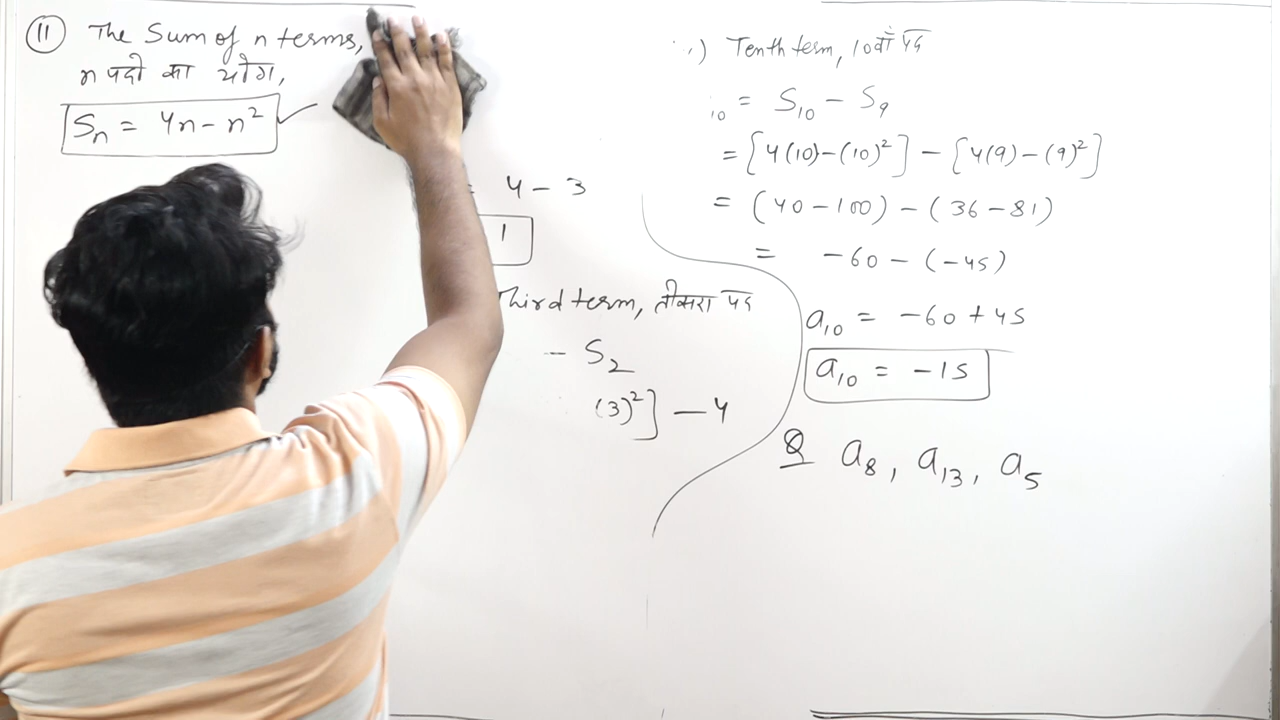 11 The Sum of n terms,
n पदो का योग,
Sn = 4n - n² ✓
= 4 - 3
1
Third term, तीसरा पद
- S₂
(3)²] - 4
) Tenth term, 10वाँ पद
₁₀ = S₁₀ - S₉
= [4(10)-(10)²] - [4(9)-(9)²]
= (40-100) - (36-81)
= -60 - (-45)
a₁₀ = -60 + 45
a₁₀ = -15
Q a₈, a₁₃, a₅